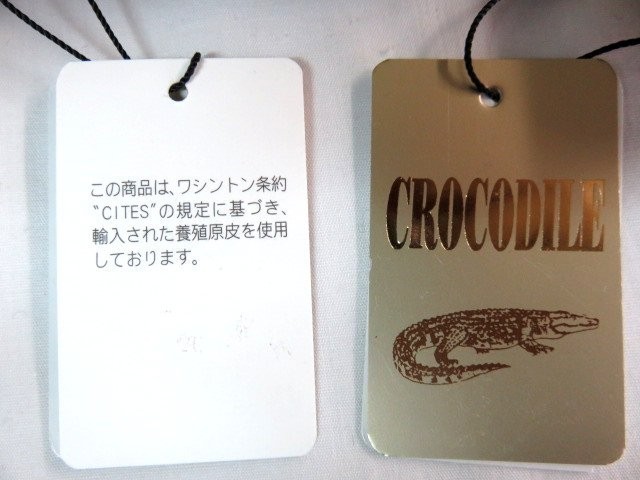 この商品は、ワシントン条約
“CITES”の規定に基づき、
輸入された養殖原皮を使用
しております。
CROCODILE